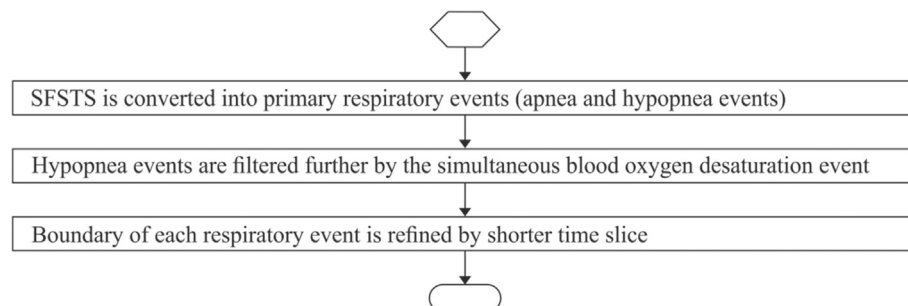 SFSTS is converted into primary respiratory events (apnea and hypopnea events)
Hypopnea events are filtered further by the simultaneous blood oxygen desaturation event
Boundary of each respiratory event is refined by shorter time slice